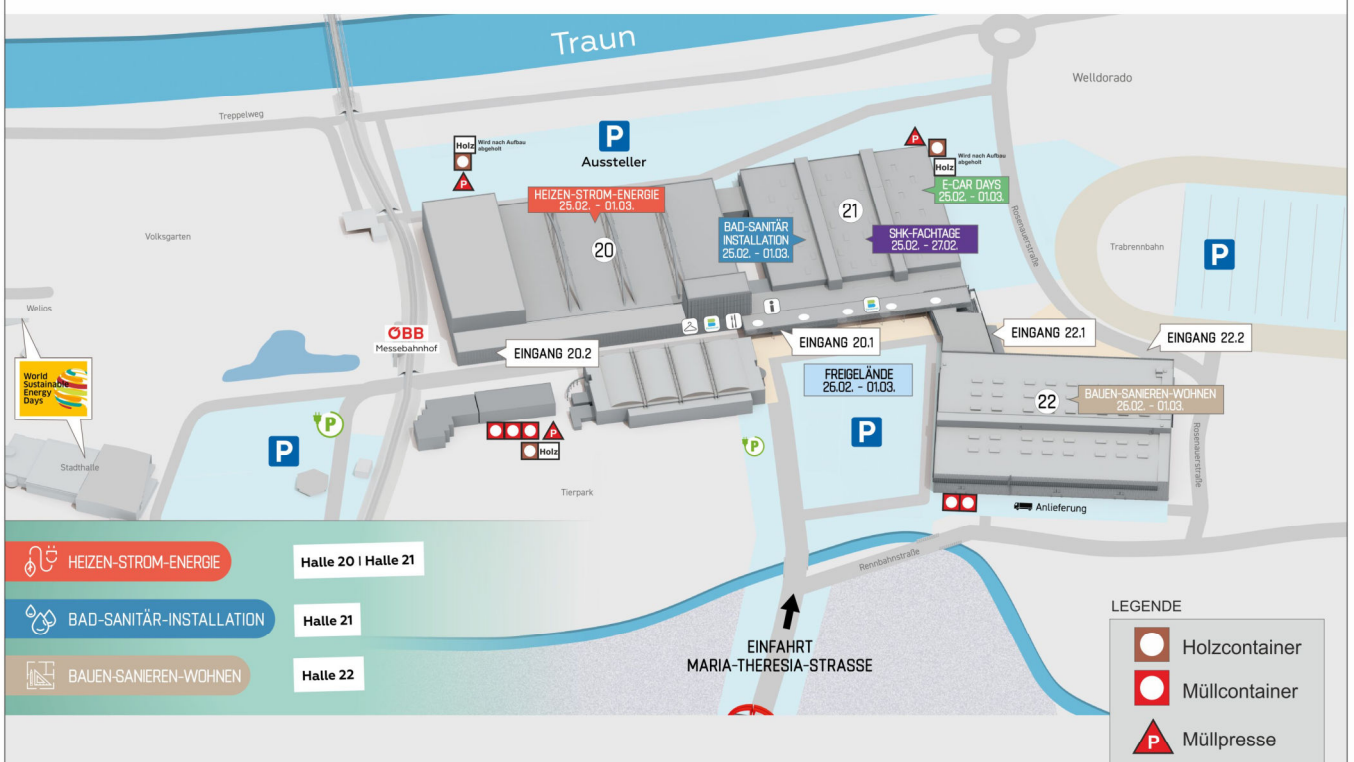 Traun
Welldorado
Treppelweg
Holz
Wird nach Aufbau
abgeholt
P
P
Aussteller
P
Wird nach Aufbau
abgeholt
Holz
HEIZEN-STROM-ENERGIE
25.02. - 01.03.
E-CAR DAYS
25.02. - 01.03.
20
21
BAD-SANITÄR
INSTALLATION
25.02. - 01.03.
SHK-FACHTAGE
25.02. - 27.02.
Rosenauerstraße
Volksgarten
Trabrennbahn
P
Welios
ÖBB
Messebahnhof
i
EINGANG 20.2
EINGANG 20.1
EINGANG 22.1
EINGANG 22.2
World
Sustainable
Energy
Days
FREIGELÄNDE
26.02. - 01.03.
22
BAUEN-SANIEREN-WOHNEN
26.02. - 01.03.
P
P
P
Holz
P
P
Stadthalle
Tierpark
Rosenauerstraße
Anlieferung
Rennbahnstraße
HEIZEN-STROM-ENERGIE
Halle 20 | Halle 21
BAD-SANITÄR-INSTALLATION
Halle 21
BAUEN-SANIEREN-WOHNEN
Halle 22
EINFAHRT
MARIA-THERESIA-STRASSE
LEGENDE
Holzcontainer
Müllcontainer
P
Müllpresse